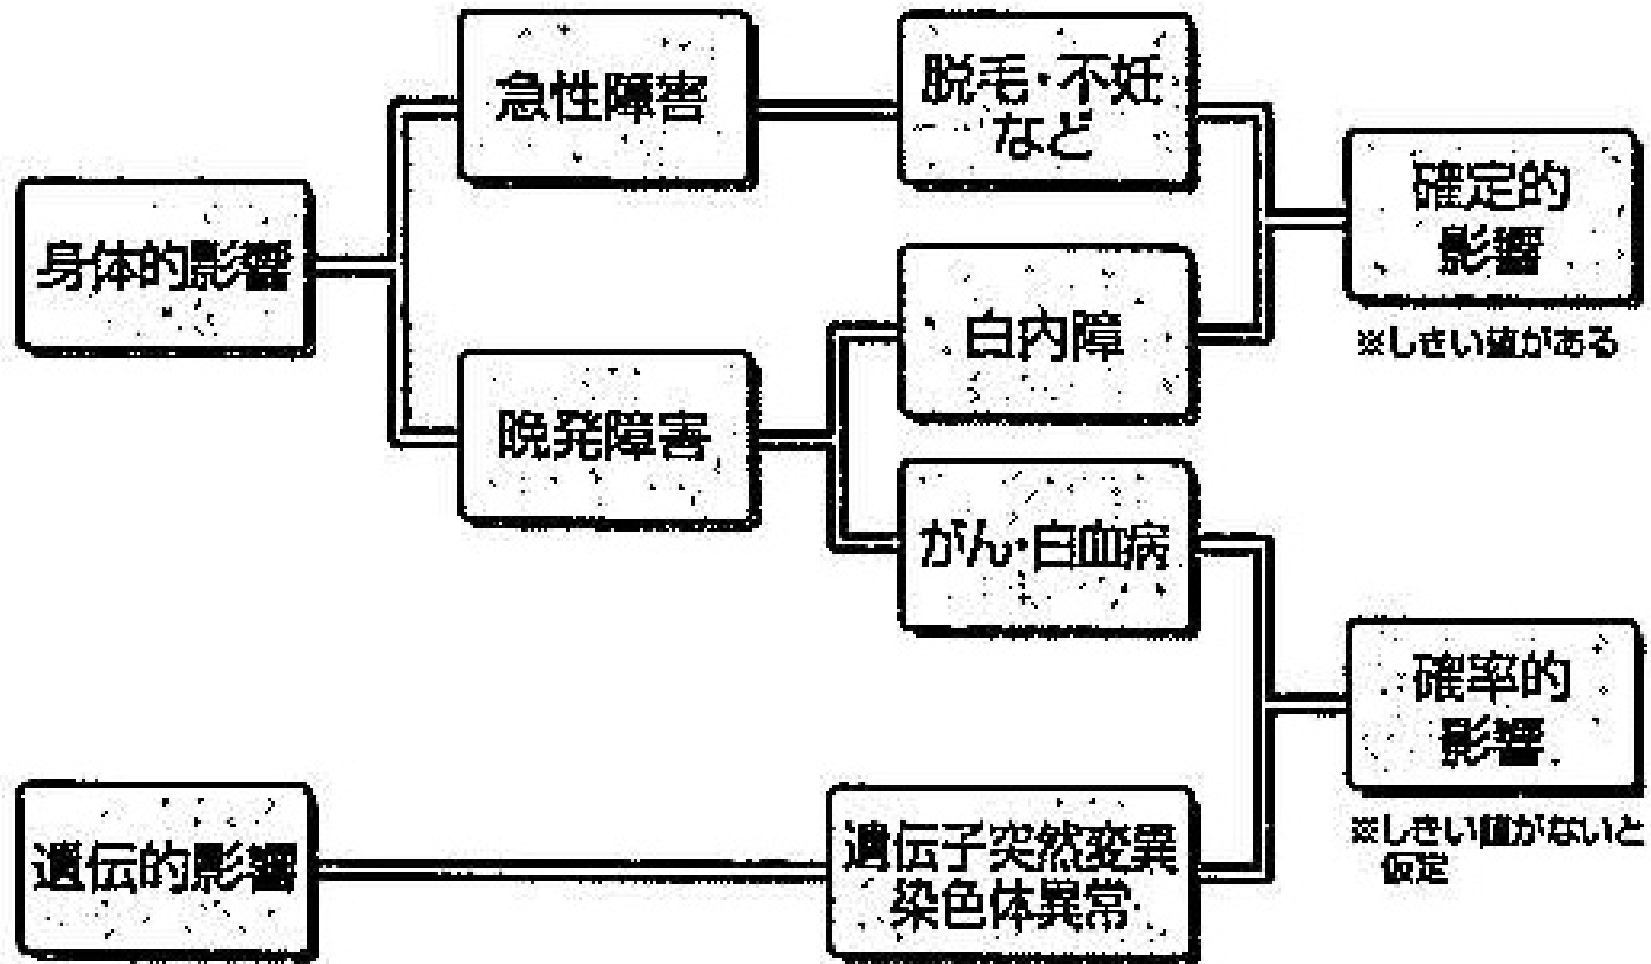 急性障害
脱毛・不妊
など
身体的影響
確定的
影響
※しきい値がある
白内障
晩発障害
がん・白血病
確率的
影響
※しきい値がないと
仮定
遺伝的影響
遺伝子突然変異
染色体異常